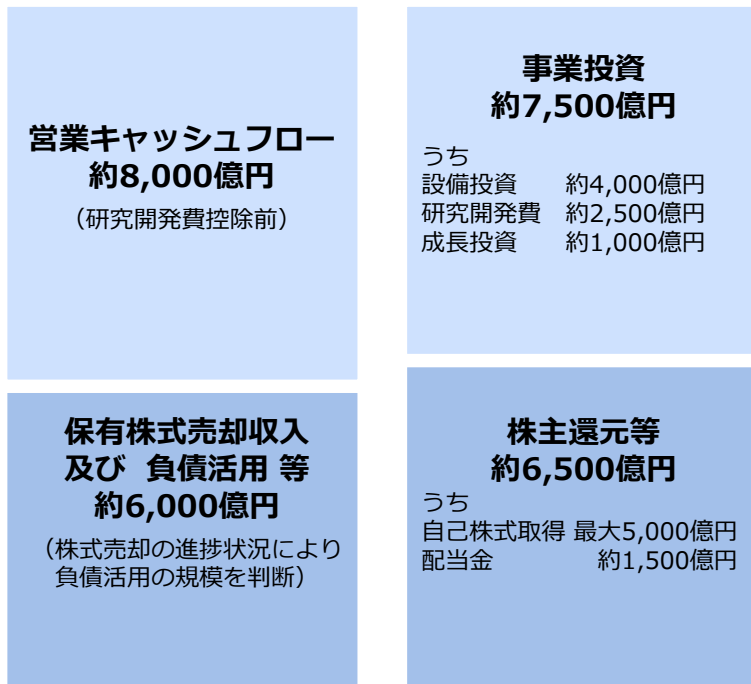 営業キャッシュフロー
約8,000億円
（研究開発費控除前）
事業投資
約7,500億円
うち
設備投資 約4,000億円
研究開発費 約2,500億円
成長投資 約1,000億円
保有株式売却収入
及び 負債活用 等
約6,000億円
（株式売却の進捗状況により
負債活用の規模を判断）
株主還元等
約6,500億円
うち
自己株式取得 最大5,000億円
配当金 約1,500億円